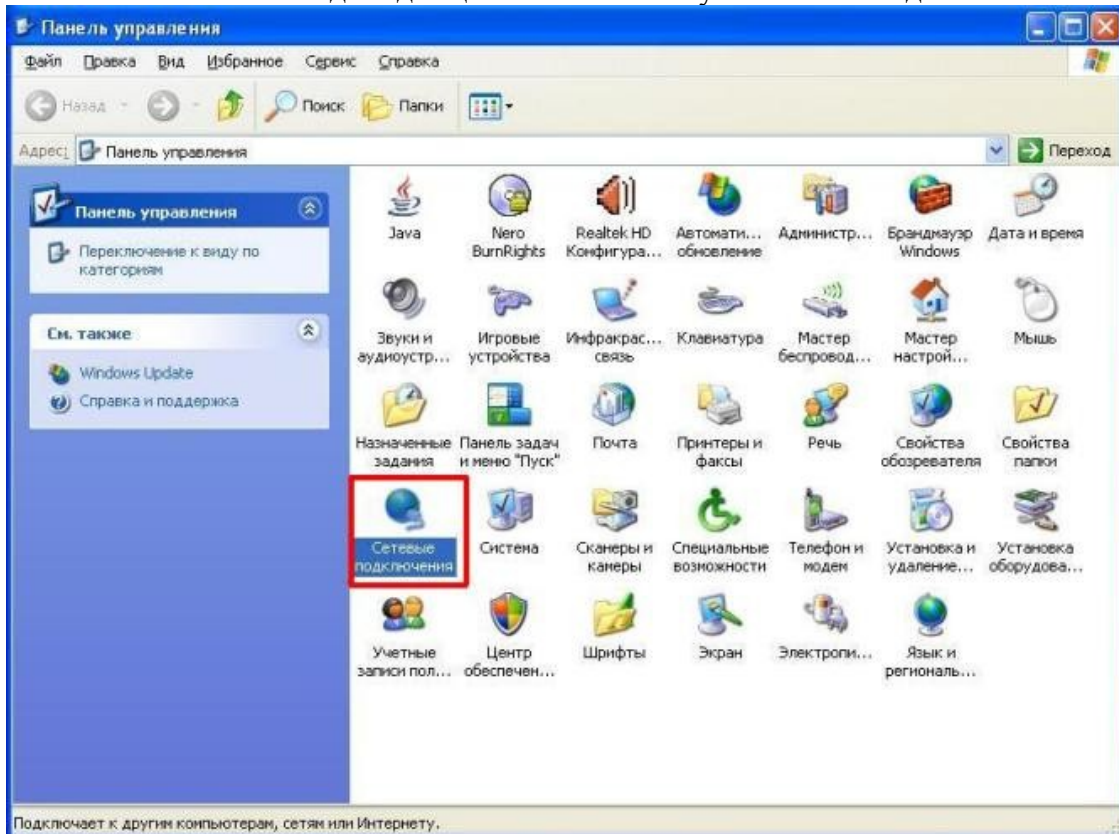 Панель управления
Файл Правка Вид Избранное Сервис Справка
Назад Поиск Папки
Адрес: Панель управления Переход
Панель управления
Переключение к виду по
категориям
См. также
Windows Update
Справка и поддержка
Java Nero Realtek HD Автомати... Администр... Брандмауэр Дата и время
BurnRights Конфигура... обновление Windows
Звуки и Игровые Инфракрас... Клавиатура Мастер Мастер Мышь
аудиоустр... устройства связь беспровод... настрой...
Назначенные Панель задач Почта Принтеры и Речь Свойства Свойства
задания и меню "Пуск" факсы обозревателя папки
Сетевые Система Сканеры и Специальные Телефон и Установка и Установка
подключения камеры возможности модем удаление... оборудова...
Учетные Центр Шрифты Экран Электропи... Язык и
записи пол... обеспечен... региональ...
Подключает к другим компьютерам, сетям или Интернету.